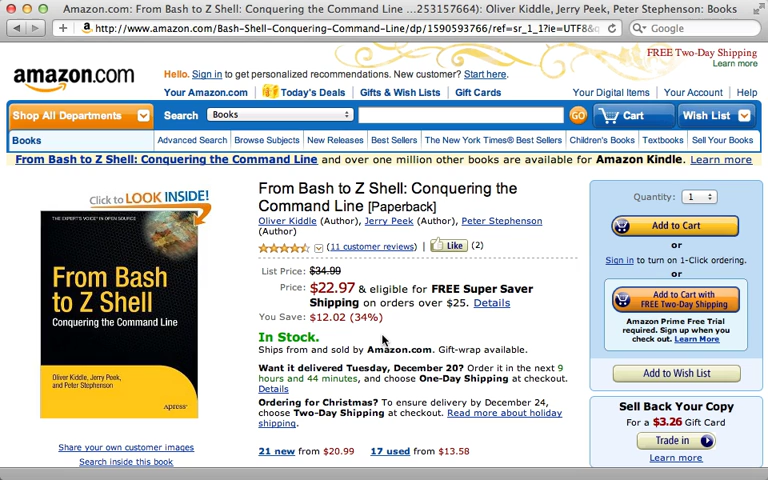 Amazon.com: From Bash to Z Shell: Conquering the Command Line ...253157664): Oliver Kiddle, Jerry Peek, Peter Stephenson: Books
http://www.amazon.com/Bash-Shell-Conquering-Command-Line/dp/1590593766/ref=sr_1_1?ie=UTF8&q
Google
FREE Two-Day Shipping
Learn more
amazon.com
Hello. Sign in to get personalized recommendations. New customer? Start here.
Your Amazon.com Today's Deals Gifts & Wish Lists Gift Cards Your Digital Items Your Account Help
Shop All Departments Search Books GO Cart Wish List
Books Advanced Search Browse Subjects New Releases Best Sellers The New York Times® Best Sellers Children's Books Textbooks Sell Your Books
From Bash to Z Shell: Conquering the Command Line and over one million other books are available for Amazon Kindle. Learn more
Click to LOOK INSIDE!
THE EXPERT'S VOICE IN OPEN SOURCE
From Bash
to Z Shell
Conquering the Command Line
Oliver Kiddle, Jerry Peek,
and Peter Stephenson
Apress
Share your own customer images
Search inside this book
From Bash to Z Shell: Conquering the
Command Line [Paperback]
Oliver Kiddle (Author), Jerry Peek (Author), Peter Stephenson
(Author)
(11 customer reviews) | Like (2)
List Price: $34.99
Price: $22.97 & eligible for FREE Super Saver
Shipping on orders over $25. Details
You Save: $12.02 (34%)
In Stock.
Ships from and sold by Amazon.com. Gift-wrap available.
Want it delivered Tuesday, December 20? Order it in the next 9
hours and 44 minutes, and choose One-Day Shipping at checkout.
Details
Ordering for Christmas? To ensure delivery by December 24,
choose Two-Day Shipping at checkout. Read more about holiday
shipping.
21 new from $20.99 17 used from $13.58
Quantity: 1
Add to Cart
or
Sign in to turn on 1-Click ordering.
or
Add to Cart with
FREE Two-Day Shipping
Amazon Prime Free Trial
required. Sign up when you
check out. Learn More
Add to Wish List
Sell Back Your Copy
For a $3.26 Gift Card
Trade in
Learn more